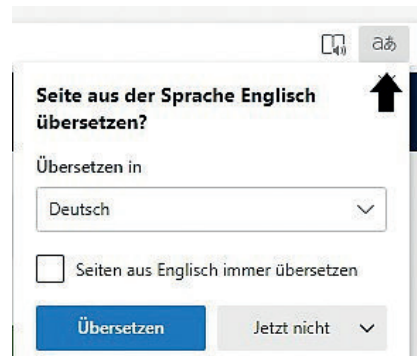 aあ
Seite aus der Sprache Englisch
übersetzen?
Übersetzen in
Deutsch
Seiten aus Englisch immer übersetzen
Übersetzen
Jetzt nicht